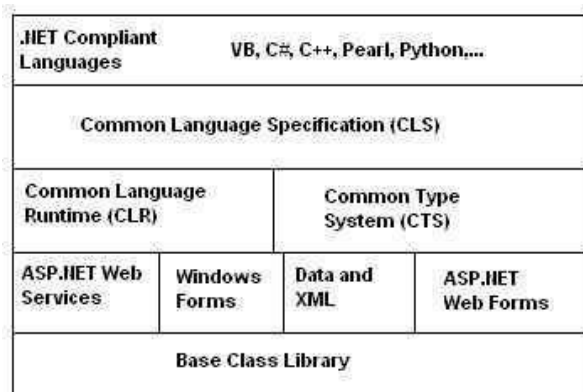 .NET Compliant
Languages
VB, C#, C++, Pearl, Python,...
Common Language Specification (CLS)
Common Language
Runtime (CLR)
Common Type
System (CTS)
ASP.NET Web
Services
Windows
Forms
Data and
XML
ASP.NET
Web Forms
Base Class Library